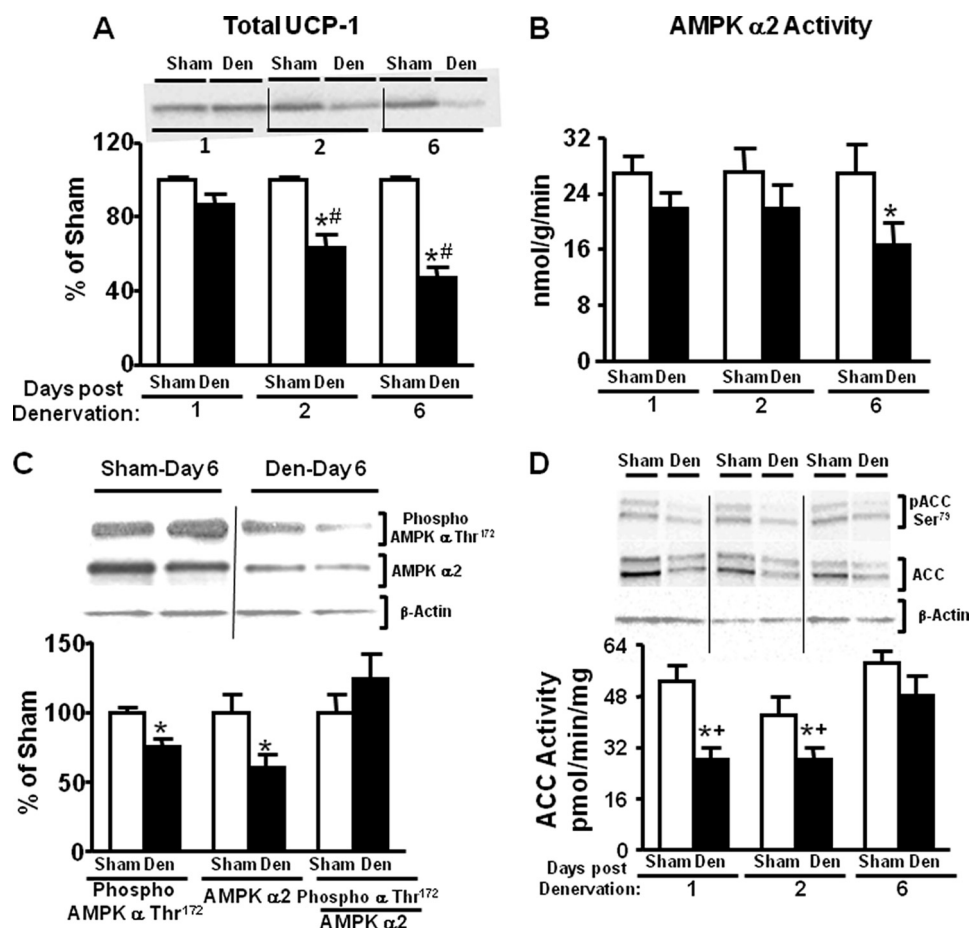 A Total UCP-1
Sham Den Sham Den Sham Den
1 2 6
120
80
40
0
% of Sham
*#
*#
Days post Denervation:
Sham Den Sham Den Sham Den
1 2 6
B AMPK α2 Activity
32
24
16
8
0
nmol/g/min
*
Sham Den Sham Den Sham Den
1 2 6
C
Sham-Day 6 Den-Day 6
Phospho
AMPK α Thr¹⁷²
AMPK α2
β-Actin
150
100
50
0
% of Sham
*
*
Sham Den Sham Den Sham Den
Phospho
AMPK α Thr¹⁷²
AMPK α2
Phospho α Thr¹⁷²
AMPK α2
D
Sham Den Sham Den Sham Den
pACC
Ser⁷⁹
ACC
β-Actin
64
48
32
16
0
ACC Activity
pmol/min/mg
*+
*+
Days post
Denervation:
Sham Den Sham Den Sham Den
1 2 6